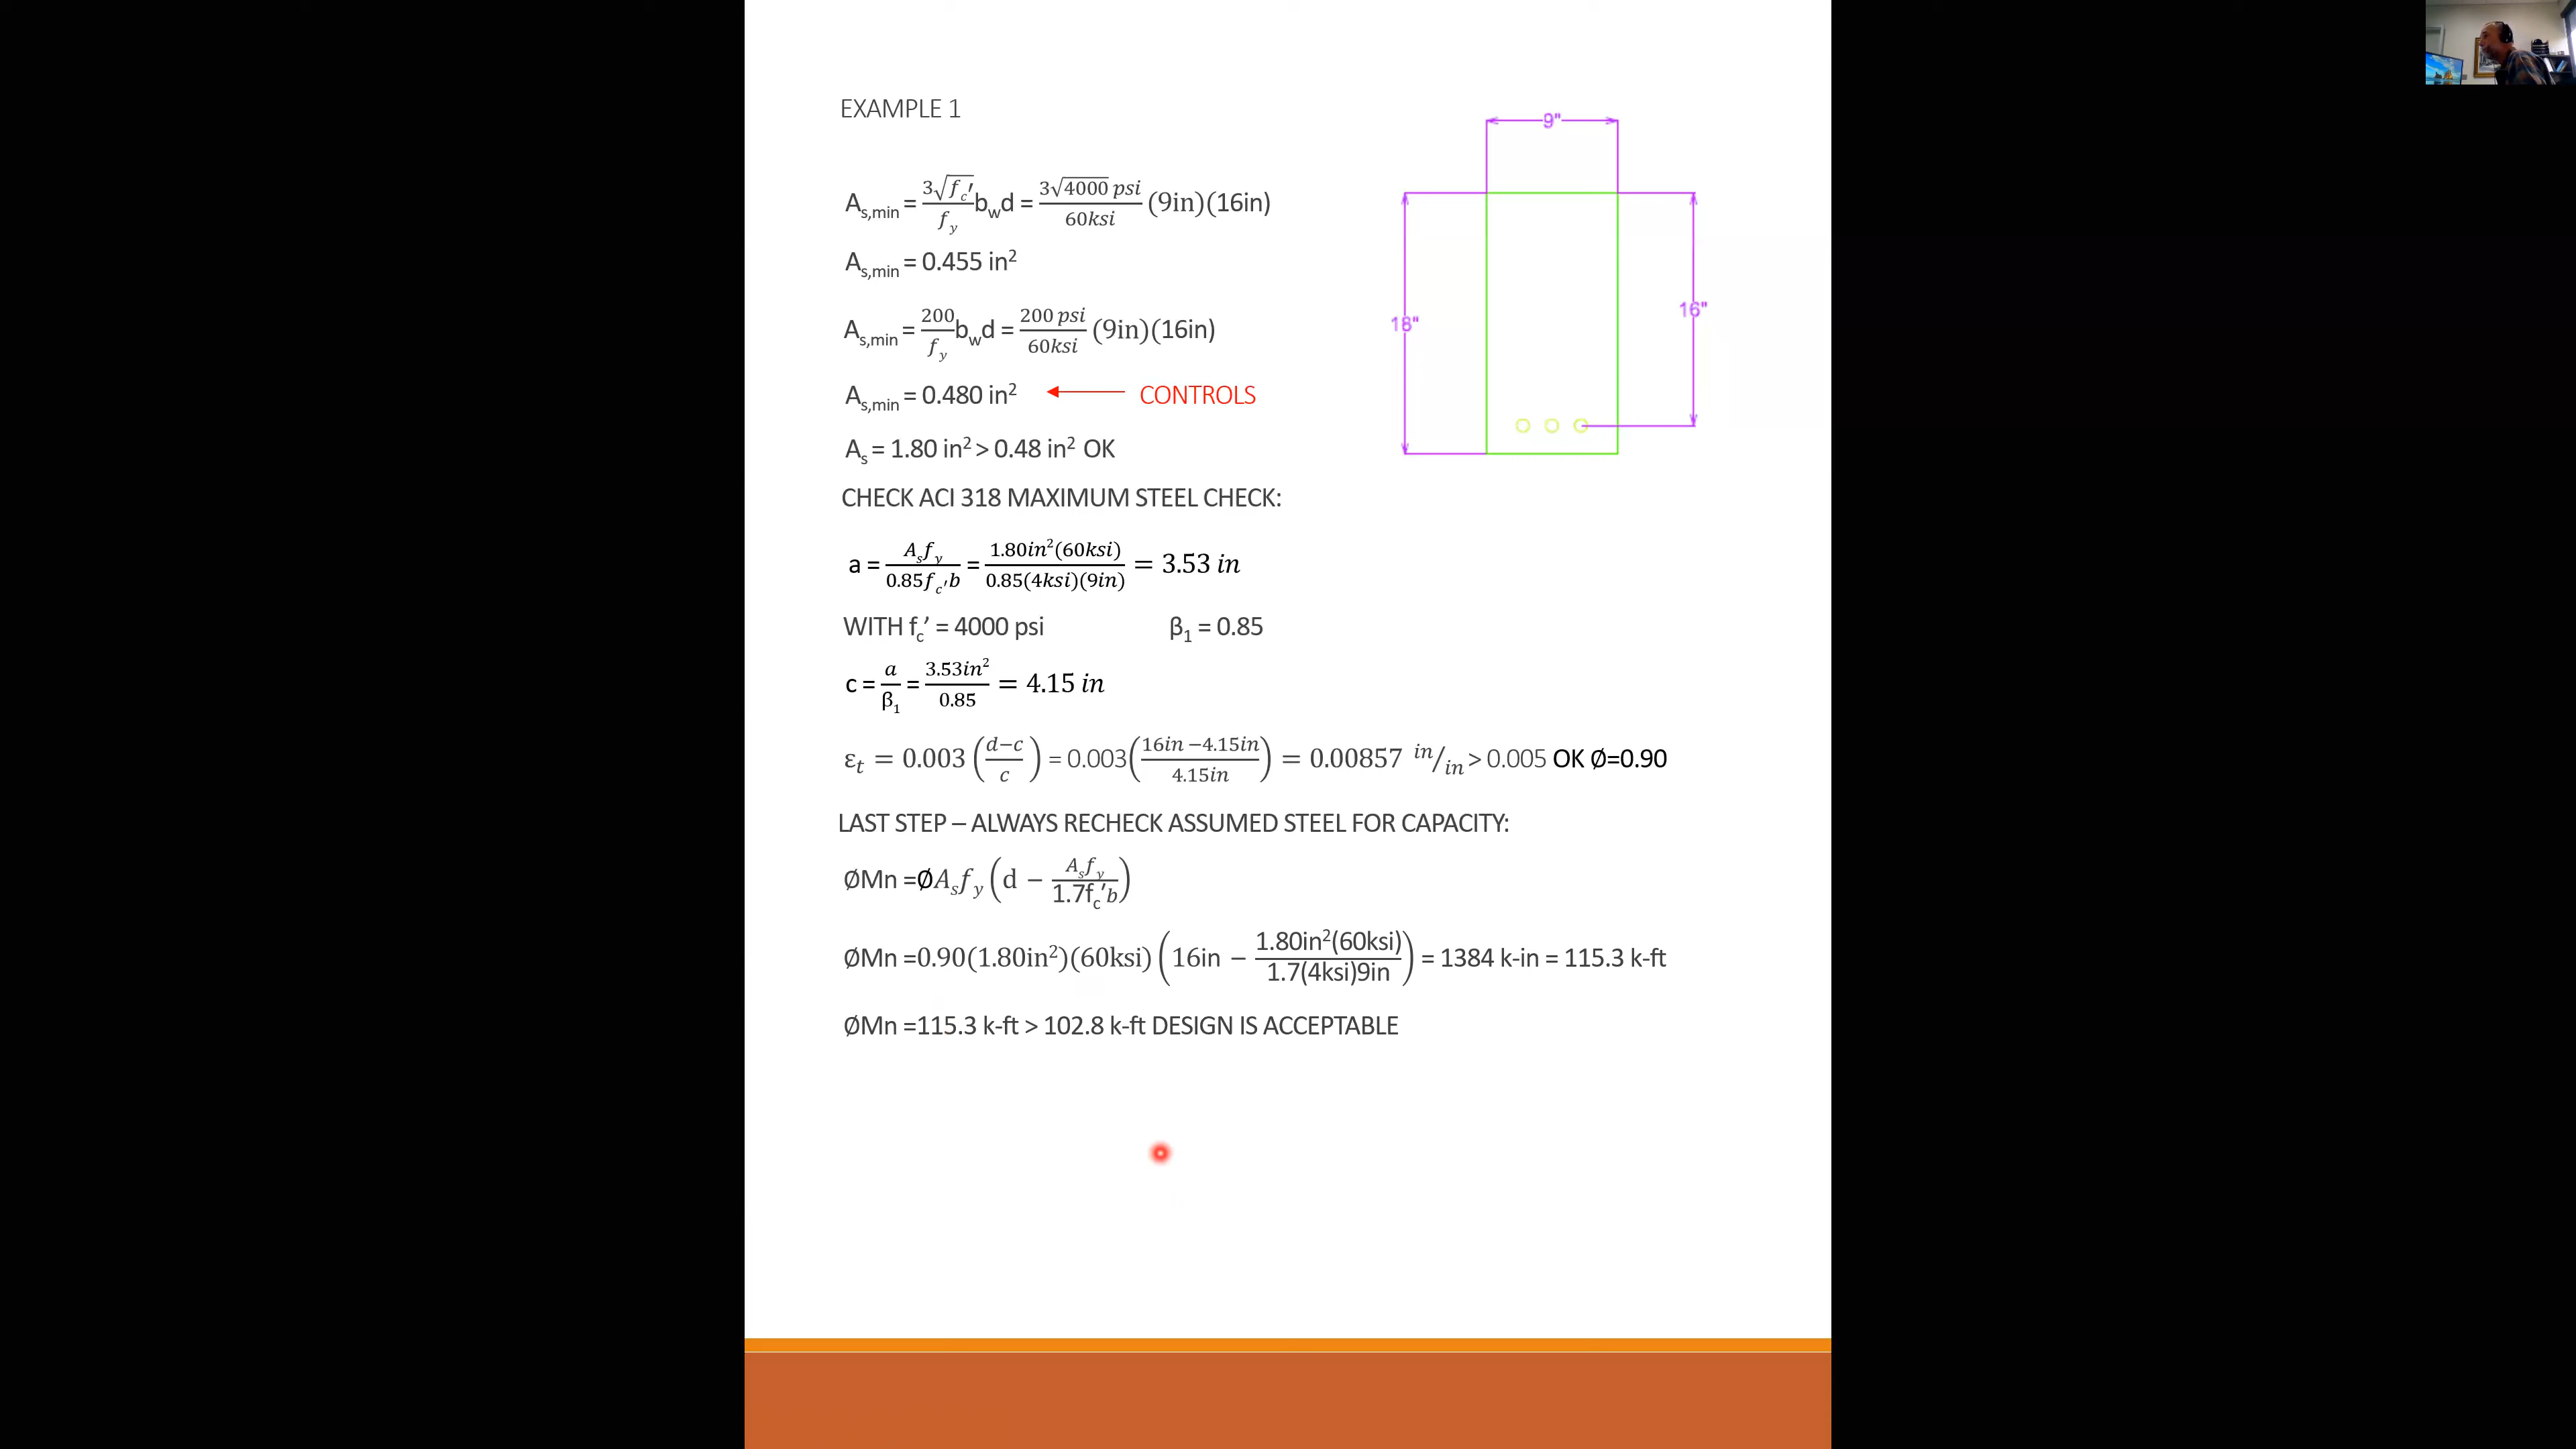 EXAMPLE 1
9"
A_s,min = 3√f_c′ / f_y b_w d = 3√4000 psi / 60ksi (9in)(16in)
A_s,min = 0.455 in²
A_s,min = 200 / f_y b_w d = 200 psi / 60ksi (9in)(16in)
18"
16"
A_s,min = 0.480 in² CONTROLS
A_s = 1.80 in² > 0.48 in² OK
CHECK ACI 318 MAXIMUM STEEL CHECK:
a = A_s f_y / 0.85f_c′b = 1.80in²(60ksi) / 0.85(4ksi)(9in) = 3.53 in
WITH f_c’ = 4000 psi β₁ = 0.85
c = a / β₁ = 3.53in² / 0.85 = 4.15 in
ε_t = 0.003 (d−c / c) = 0.003(16in −4.15in / 4.15in) = 0.00857 in/in > 0.005 OK Ø=0.90
LAST STEP – ALWAYS RECHECK ASSUMED STEEL FOR CAPACITY:
ØMn =ØA_s f_y (d − A_s f_y / 1.7f_c′b)
ØMn =0.90(1.80in²)(60ksi) (16in − 1.80in²(60ksi) / 1.7(4ksi)9in) = 1384 k-in = 115.3 k-ft
ØMn =115.3 k-ft > 102.8 k-ft DESIGN IS ACCEPTABLE